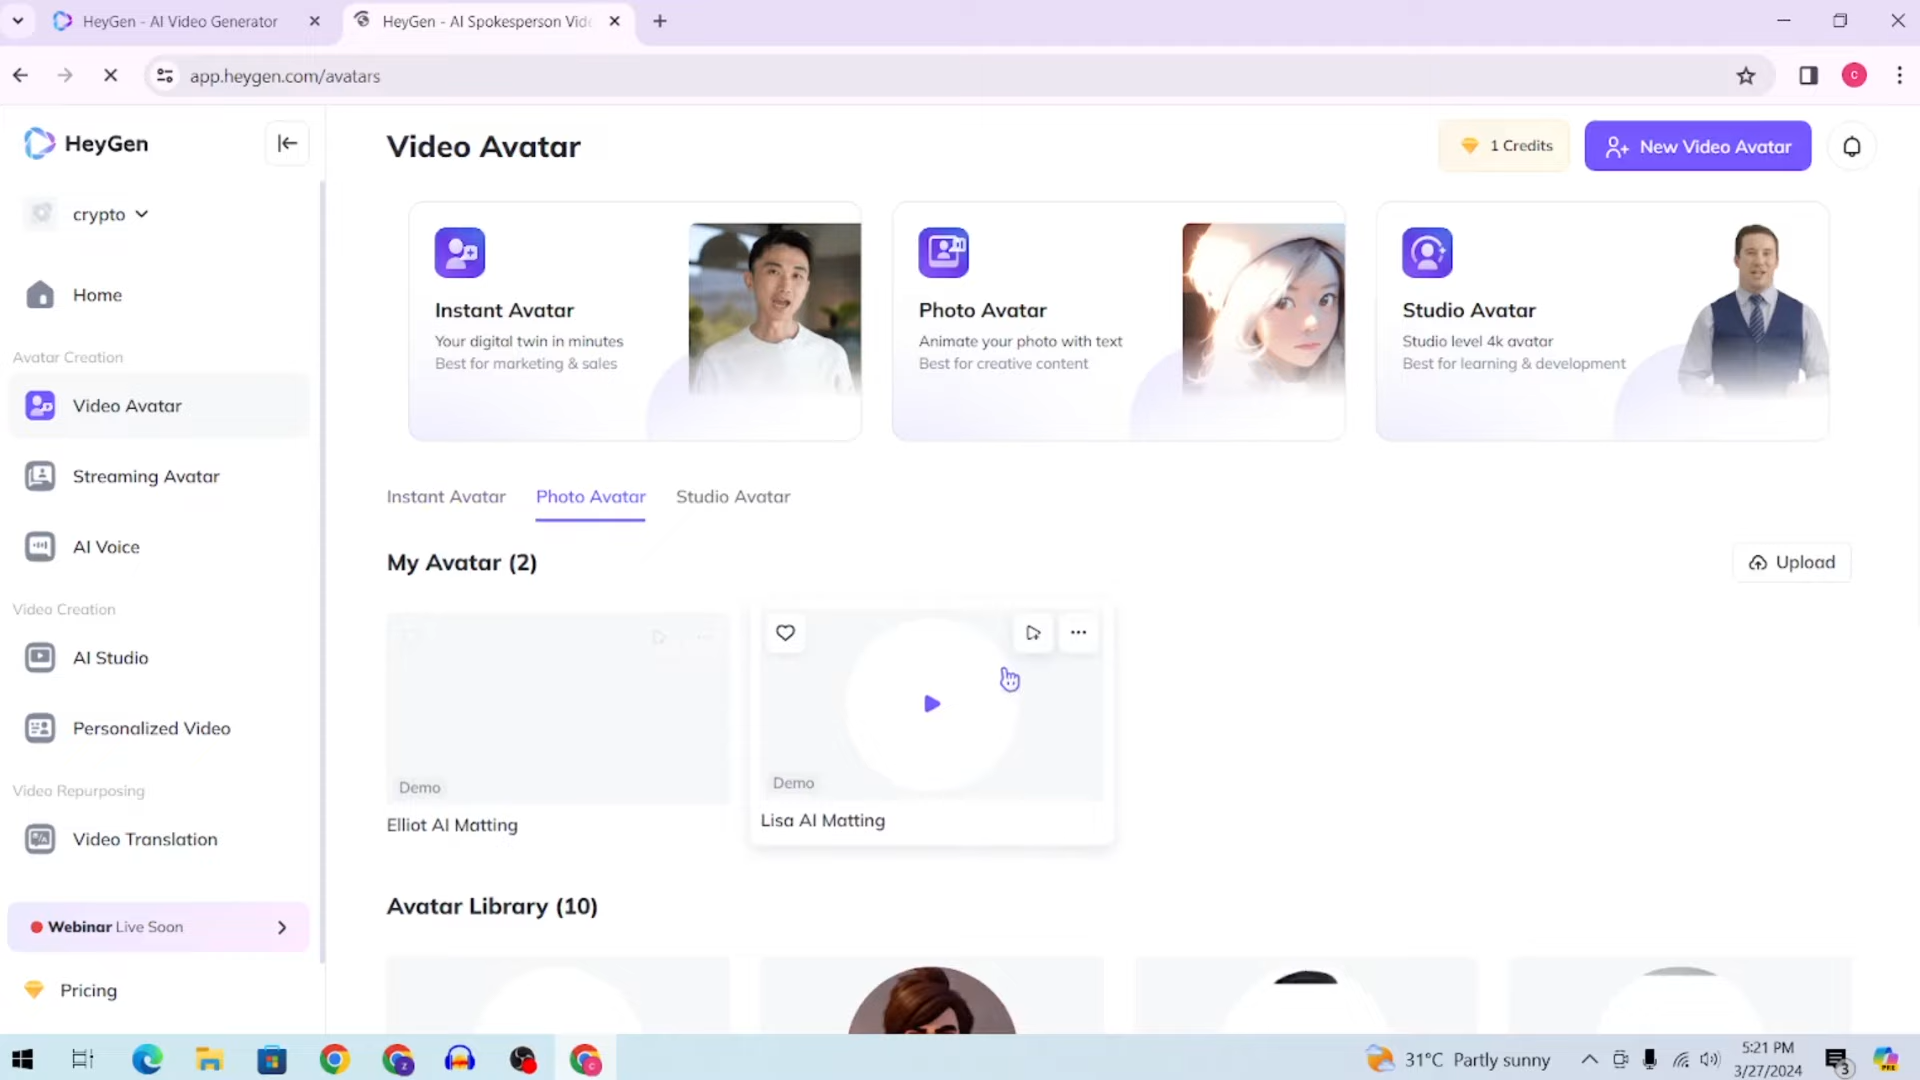 HeyGen - AI Video Generator
HeyGen - AI Spokesperson Vid
app.heygen.com/avatars
C
HeyGen
crypto
Home
Avatar Creation
Video Avatar
Streaming Avatar
AI Voice
Video Creation
AI Studio
Personalized Video
Video Repurposing
Video Translation
Webinar Live Soon
Pricing
Video Avatar
1 Credits
New Video Avatar
Instant Avatar
Your digital twin in minutes
Best for marketing & sales
Photo Avatar
Animate your photo with text
Best for creative content
Studio Avatar
Studio level 4k avatar
Best for learning & development
Instant Avatar
Photo Avatar
Studio Avatar
My Avatar (2)
Upload
Demo
Elliot AI Matting
Demo
Lisa AI Matting
Avatar Library (10)
31°C Partly sunny
5:21 PM
3/27/2024
3
PRE